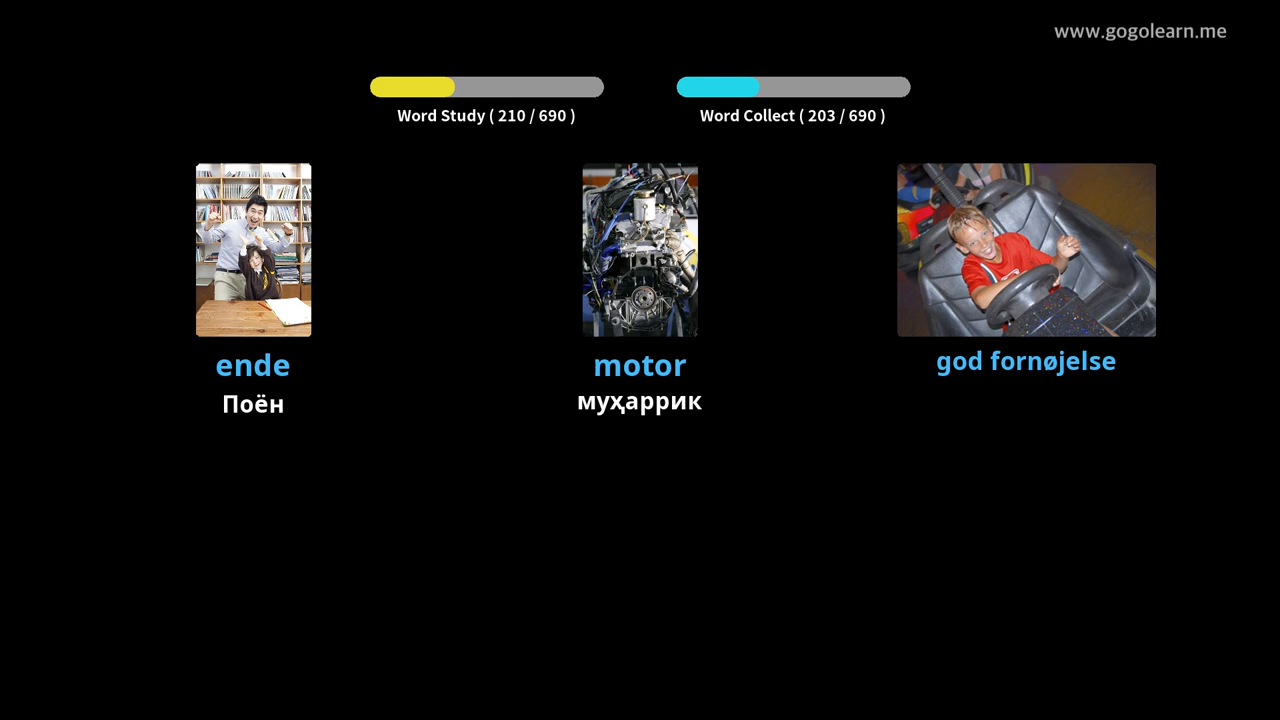 www.gogolearn.me
Word Study ( 210 / 690 )
Word Collect ( 203 / 690 )
ende
Поён
motor
муҳаррик
god fornøjelse